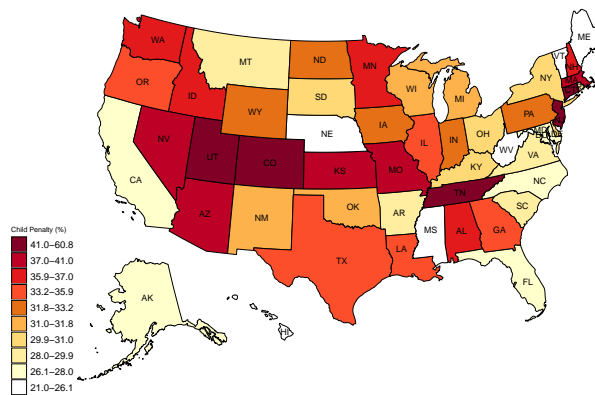 ME
WA
VT
NH
MT
ND
MN
OR
ID
WI
NY
SD
MI
WY
IA
PA
NE
NV
OH
IL
IN
UT
CO
WV
CA
KS
MO
VA
KY
NC
TN
AZ
OK
NM
AR
SC
MS
AL
GA
LA
TX
FL
AK
HI
Child Penalty (%)
41.0–60.8
37.0–41.0
35.9–37.0
33.2–35.9
31.8–33.2
31.0–31.8
29.9–31.0
28.0–29.9
26.1–28.0
21.0–26.1